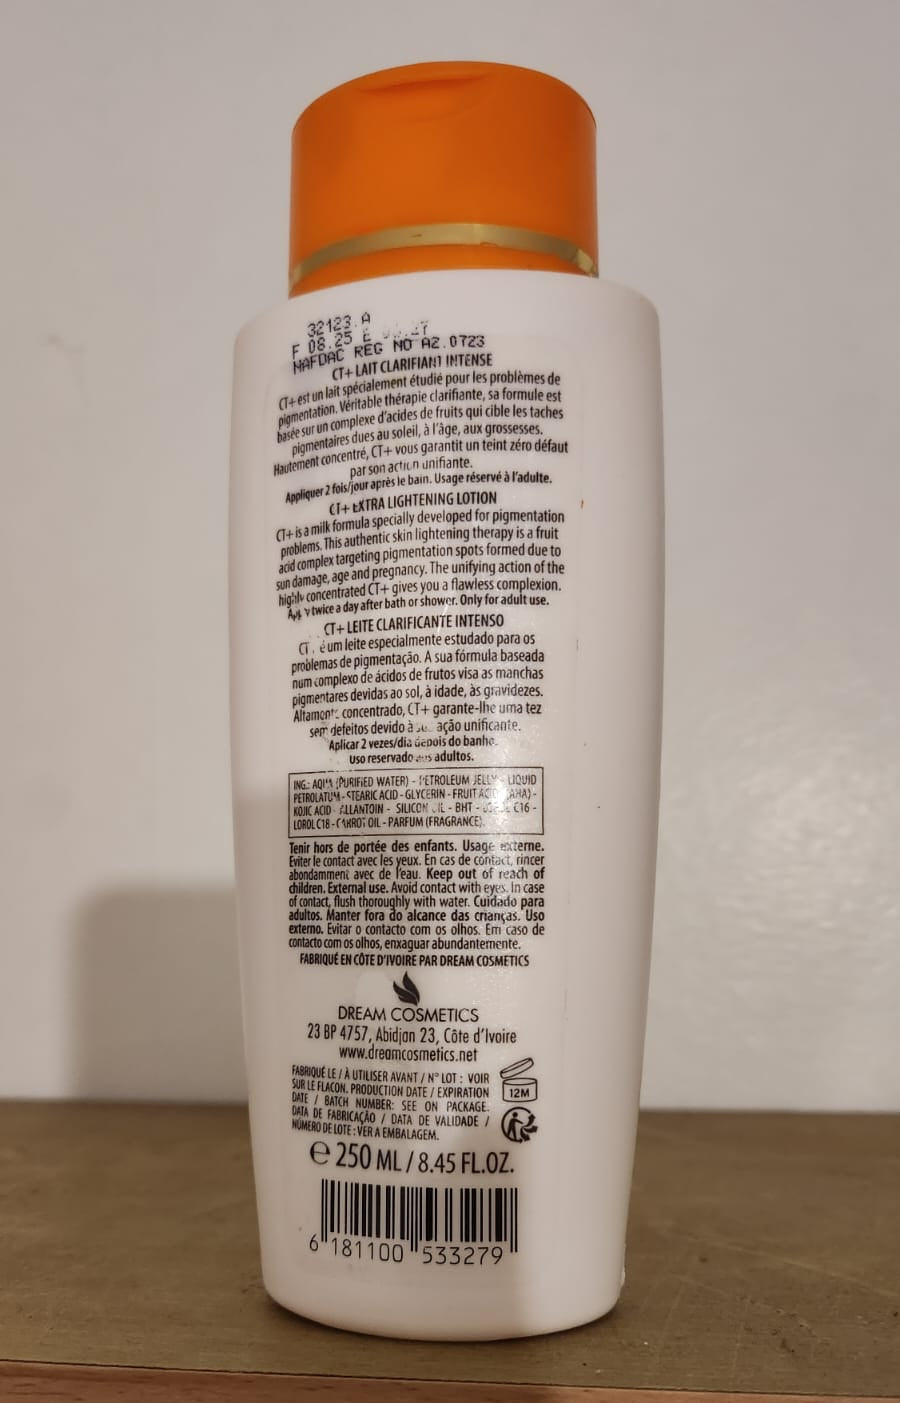 32123.A
F 08.25 E
NAFDAC REG NO A2.0723
CT+ LAIT CLARIFIANT INTENSE
CT+ est un lait spécialement étudié pour les problèmes de
pigmentation. Véritable thérapie clarifiante, sa formule est
basée sur un complexe d'acides de fruits qui cible les taches
pigmentaires dues au soleil, à l'âge, aux grossesses.
Hautement concentré, CT+ vous garantit un teint zéro défaut
par son action unifiante.
Appliquer 2 fois/jour après le bain. Usage réservé à l'adulte.
CT+ EXTRA LIGHTENING LOTION
CT+ is a milk formula specially developed for pigmentation
problems. This authentic skin lightening therapy is a fruit
acid complex targeting pigmentation spots formed due to
sun damage, age and pregnancy. The unifying action of the
highly concentrated CT+ gives you a flawless complexion.
twice a day after bath or shower. Only for adult use.
CT+ LEITE CLARIFICANTE INTENSO
é um leite especialmente estudado para os
problemas de pigmentação. A sua fórmula baseada
num complexo de ácidos de frutos visa as manchas
pigmentares devidas ao sol, à idade, às gravidezes.
concentrado, CT+ garante-lhe uma tez
sem defeitos devido à ação unificante.
Aplicar 2 vezes/dia depois do banho.
Uso reservado adultos.
ING.: AQUA (PURIFIED WATER) - PETROLEUM JELLY - LIQUID
PETROLATUM - STEARIC ACID - GLYCERIN - FRUIT ACID (AHA) -
KOJIC ACID - ALLANTOIN - SILICON OIL - BHT - C16 -
LOROL C18 - CARROT OIL - PARFUM (FRAGRANCE).
Tenir hors de portée des enfants. Usage externe.
Eviter le contact avec les yeux. En cas de contact, rincer
abondamment avec de l'eau. Keep out of reach of
children. External use. Avoid contact with eyes. In case
of contact, flush thoroughly with water. Cuidado para
adultos. Manter fora do alcance das crianças. Uso
externo. Evitar o contacto com os olhos. Em caso de
contacto com os olhos, enxaguar abundantemente.
FABRIQUÉ EN CÔTE D'IVOIRE PAR DREAM COSMETICS
DREAM COSMETICS
23 BP 4757, Abidjan 23, Côte d'Ivoire
www.dreamcosmetics.net
FABRIQUÉ LE / À UTILISER AVANT / N° LOT : VOIR
SUR LE FLACON. PRODUCTION DATE / EXPIRATION
DATE / BATCH NUMBER: SEE ON PACKAGE.
DATA DE FABRICAÇÃO / DATA DE VALIDADE /
NÚMERO DE LOTE : VER A EMBALAGEM.
12M
e 250 ML / 8.45 FL.OZ.
6 181100 533279